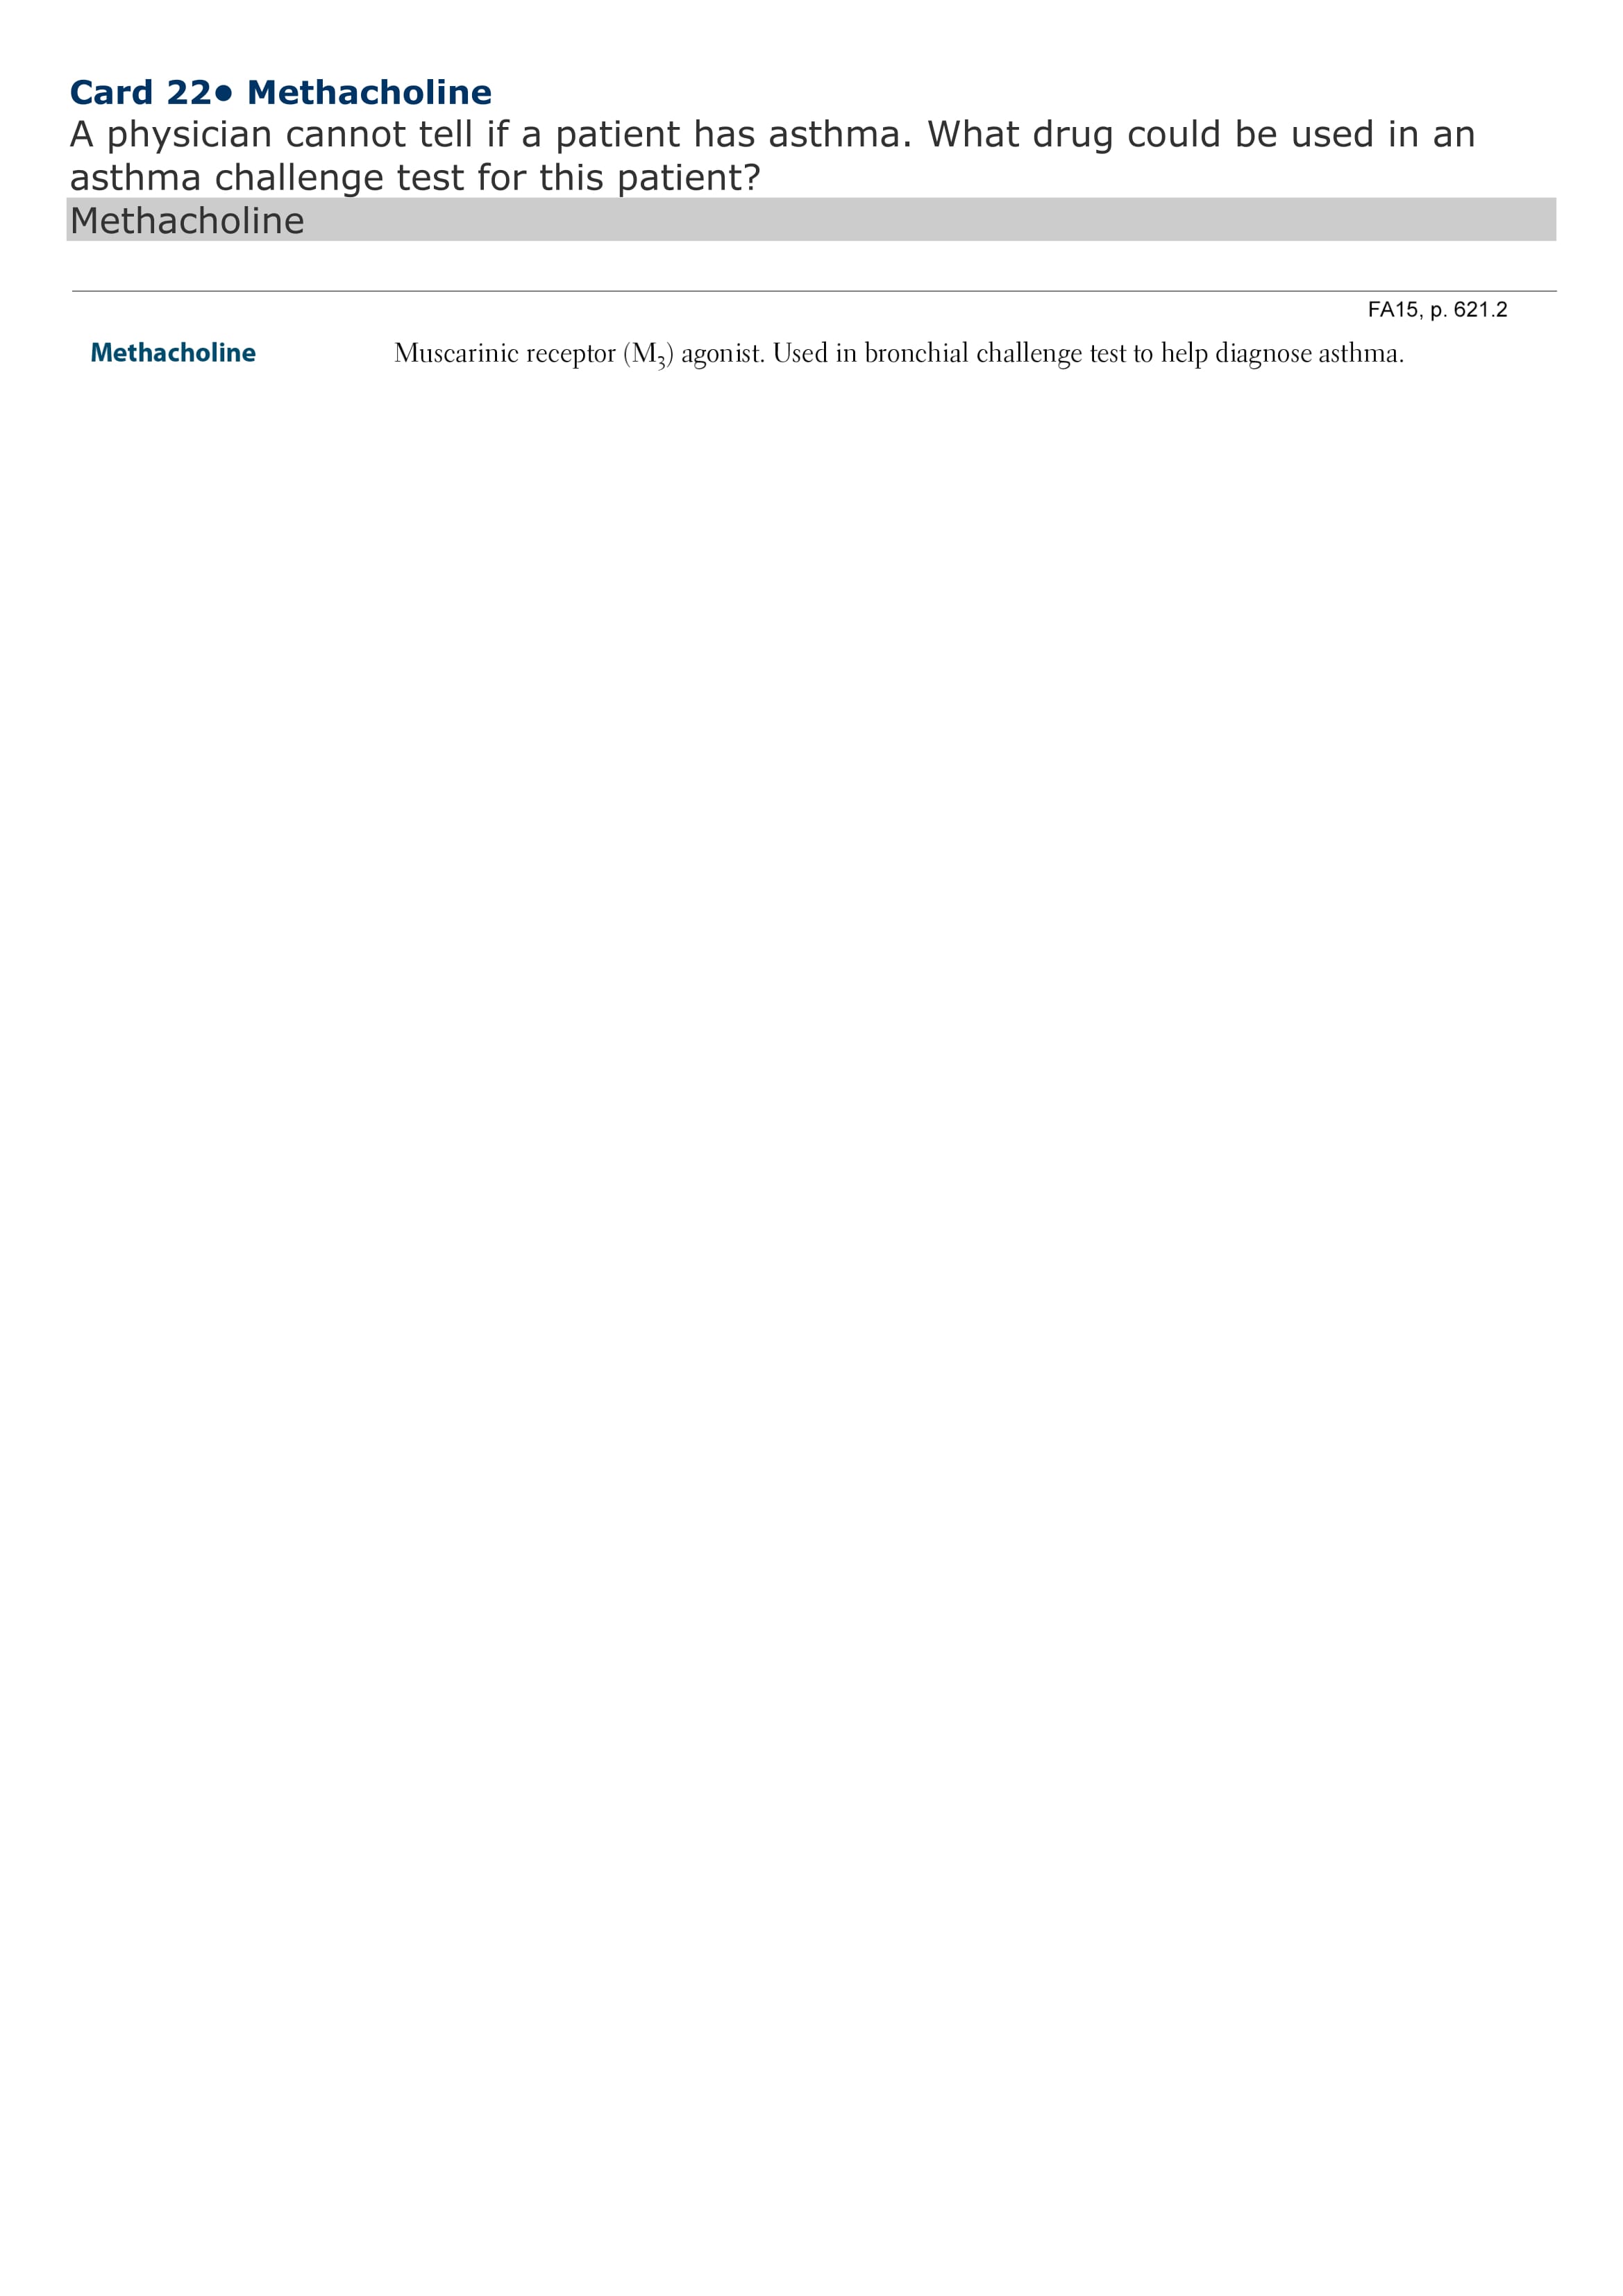 Card 22● Methacholine
A physician cannot tell if a patient has asthma. What drug could be used in an
asthma challenge test for this patient?
Methacholine
FA15, p. 621.2
Methacholine Muscarinic receptor (M₃) agonist. Used in bronchial challenge test to help diagnose asthma.